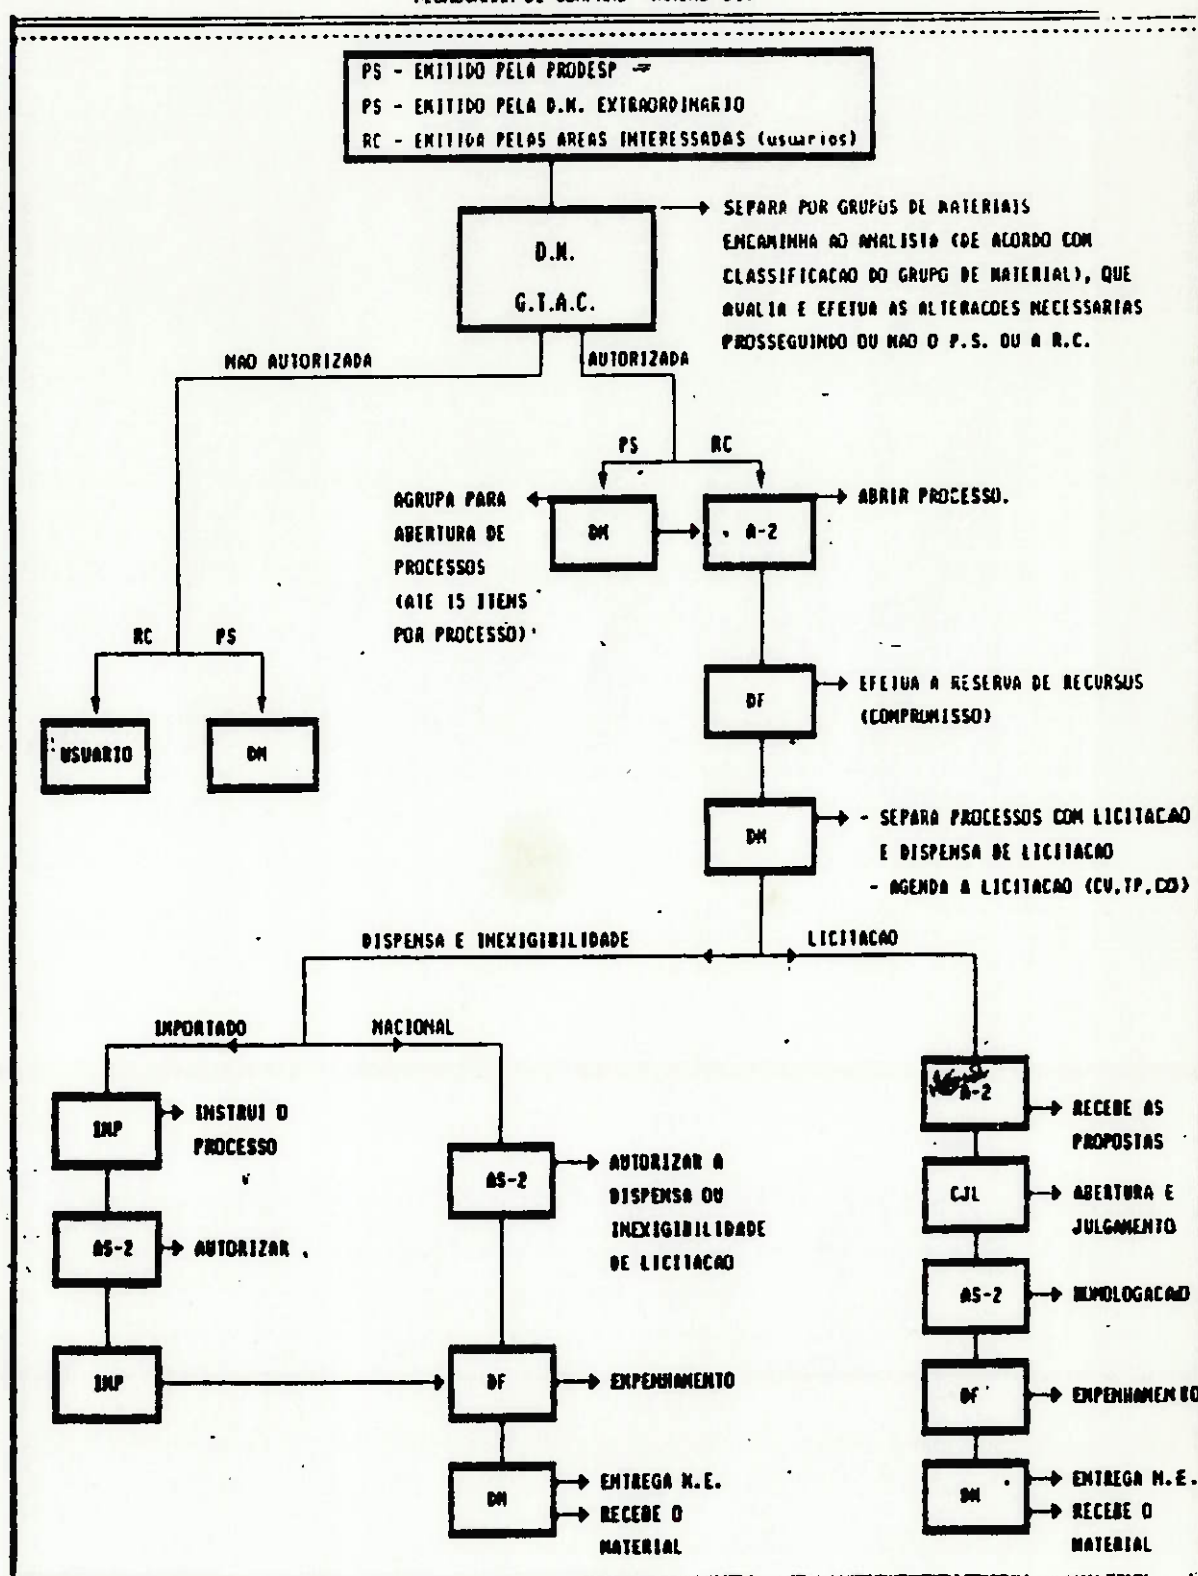 PS - EMITIDO PELA PRODESP
PS - EMITIDO PELA D.M. EXTRAORDINARIO
RC - EMITIDA PELAS AREAS INTERESSADAS (usuarios)
D.M.
G.T.A.C.
SEPARA POR GRUPOS DE MATERIAIS
ENCAMINHA AO ANALISTA (DE ACORDO COM
CLASSIFICACAO DO GRUPO DE MATERIAL), QUE
AVALIA E EFETUA AS ALTERACOES NECESSARIAS
PROSSEGUINDO OU NAO O P.S. OU A R.C.
NAO AUTORIZADA
AUTORIZADA
PS
RC
AGRUPA PARA
ABERTURA DE
PROCESSOS
(ATE 15 ITENS
POR PROCESSO)
DM
A-2
ABRIR PROCESSO.
RC
PS
USUARIO
DM
DF
EFETUA A RESERVA DE RECURSOS
(COMPROMISSO)
DM
- SEPARA PROCESSOS COM LICITACAO
E DISPENSA DE LICITACAO
- AGENDA A LICITACAO (CV,TP,CO)
DISPENSA E INEXIGIBILIDADE
LICITACAO
IMPORTADO
NACIONAL
IMP
INSTRUI O
PROCESSO
AS-2
AUTORIZAR
IMP
AS-2
AUTORIZAR A
DISPENSA OU
INEXIGIBILIDADE
DE LICITACAO
DF
EMPENHAMENTO
DM
ENTREGA N.E.
RECEBE O
MATERIAL
A-2
RECEBE AS
PROPOSTAS
CJL
ABERTURA E
JULGAMENTO
AS-2
HOMOLOGACAO
DF
EMPENHAMENTO
DM
ENTREGA N.E.
RECEBE O
MATERIAL